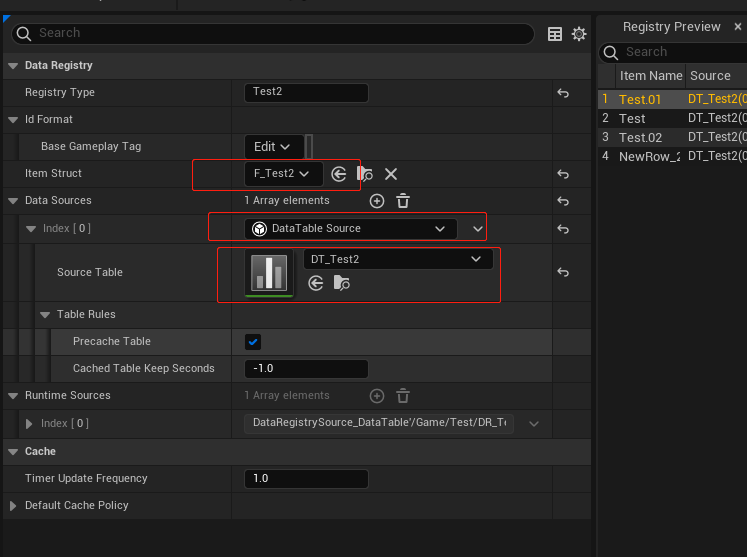 Search
Data Registry
Registry Type Test2
Id Format
Base Gameplay Tag Edit
Item Struct F_Test2
Data Sources 1 Array elements
Index [ 0 ] DataTable Source
Source Table DT_Test2
Table Rules
Precache Table
Cached Table Keep Seconds -1.0
Runtime Sources 1 Array elements
Index [ 0 ] DataRegistrySource_DataTable'/Game/Test/DR_Te
Cache
Timer Update Frequency 1.0
Default Cache Policy
Registry Preview
Search
Item Name Source
1 Test.01 DT_Test2(0
2 Test DT_Test2(0
3 Test.02 DT_Test2(0
4 NewRow_2 DT_Test2(0